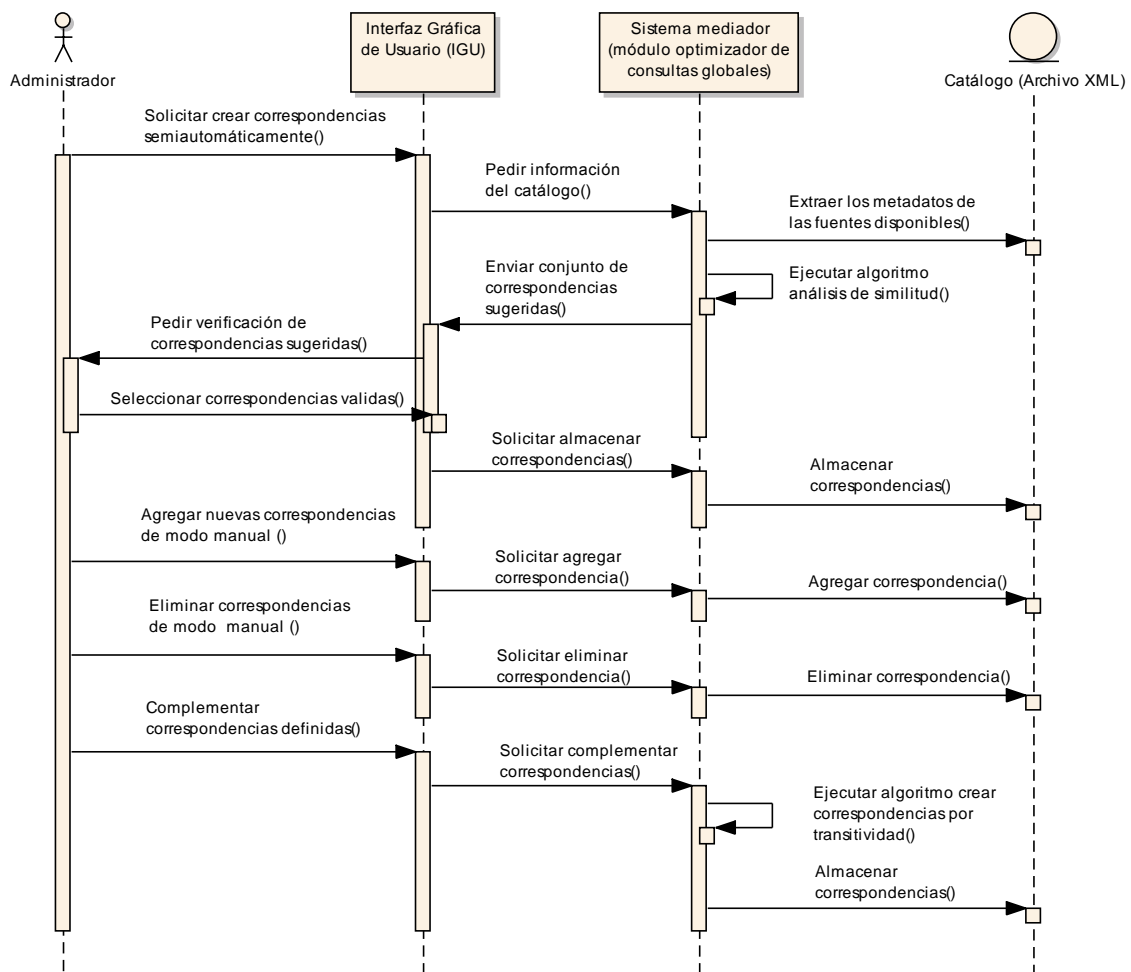 Administrador
Interfaz Gráfica
de Usuario (IGU)
Sistema mediador
(módulo optimizador de
consultas globales)
Catálogo (Archivo XML)
Solicitar crear correspondencias
semiautomáticamente()
Pedir información
del catálogo()
Extraer los metadatos de
las fuentes disponibles()
Ejecutar algoritmo
análisis de similitud()
Enviar conjunto de
correspondencias
sugeridas()
Pedir verificación de
correspondencias sugeridas()
Seleccionar correspondencias validas()
Solicitar almacenar
correspondencias()
Almacenar
correspondencias()
Agregar nuevas correspondencias
de modo manual ()
Solicitar agregar
correspondencia()
Agregar correspondencia()
Eliminar correspondencias
de modo  manual ()
Solicitar eliminar
correspondencia()
Eliminar correspondencia()
Complementar
correspondencias definidas()
Solicitar complementar
correspondencias()
Ejecutar algoritmo crear
correspondencias por
transitividad()
Almacenar
correspondencias()